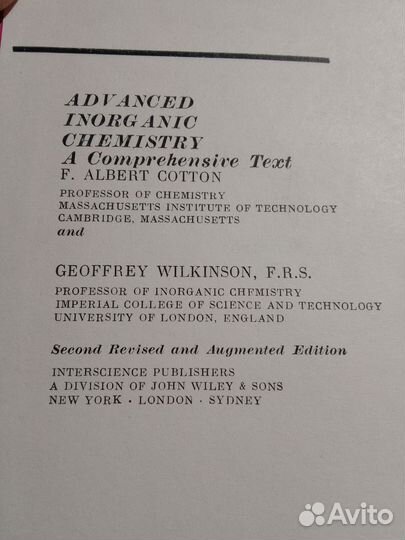 ADVANCED
INORGANIC
CHEMISTRY
A Comprehensive Text
F. ALBERT COTTON
PROFESSOR OF CHEMISTRY
MASSACHUSETTS INSTITUTE OF TECHNOLOGY
CAMBRIDGE, MASSACHUSETTS
and
GEOFFREY WILKINSON, F.R.S.
PROFESSOR OF INORGANIC CHEMISTRY
IMPERIAL COLLEGE OF SCIENCE AND TECHNOLOGY
UNIVERSITY OF LONDON, ENGLAND
Second Revised and Augmented Edition
INTERSCIENCE PUBLISHERS
A DIVISION OF JOHN WILEY & SONS
NEW YORK · LONDON · SYDNEY
Avito